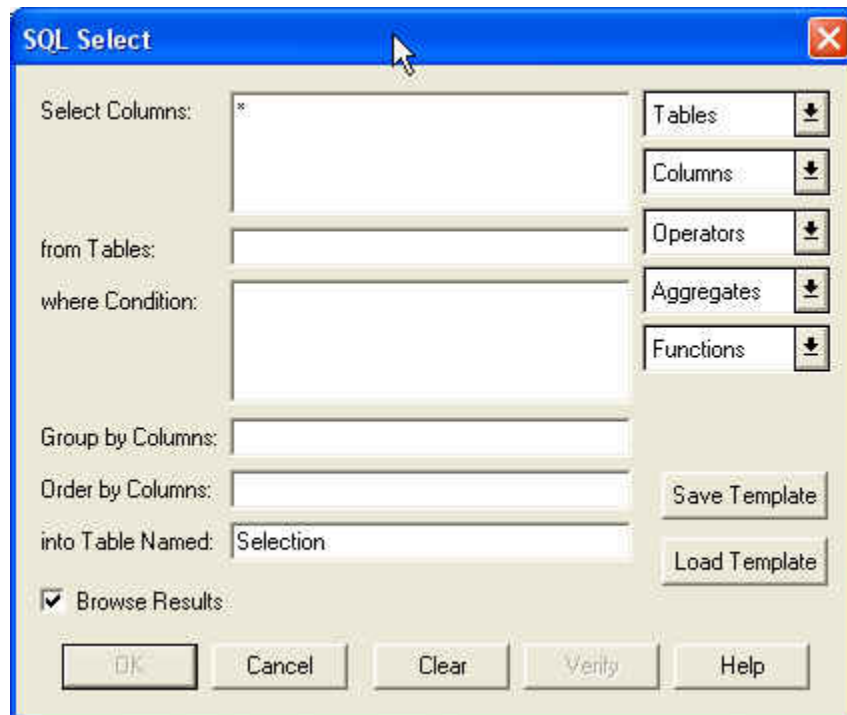 SQL Select
Select Columns:
*
Tables
Columns
from Tables:
Operators
where Condition:
Aggregates
Functions
Group by Columns:
Order by Columns:
Save Template
into Table Named:
Selection
Load Template
Browse Results
OK
Cancel
Clear
Verify
Help